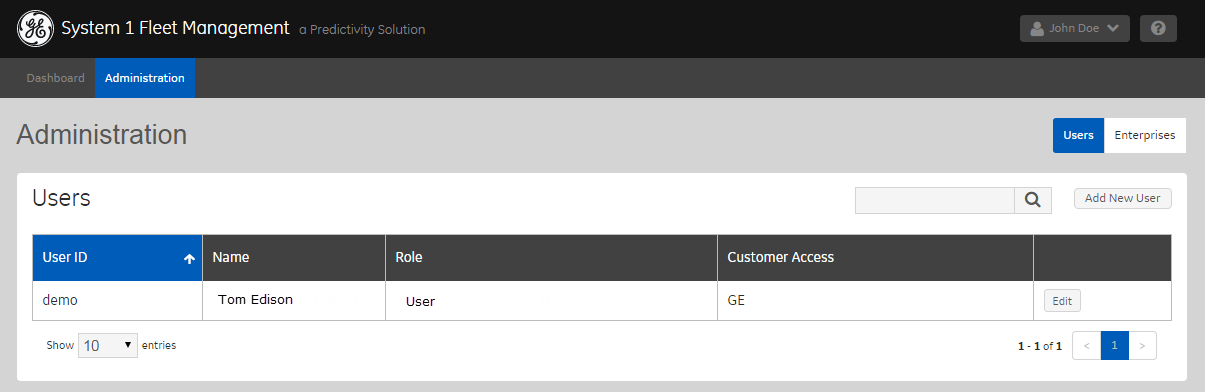 GE System 1 Fleet Management a Predictivity Solution John Doe ?
Dashboard Administration
Administration Users Enterprises
Users Add New User
User ID Name Role Customer Access
demo Tom Edison User GE Edit
Show 10 entries 1 - 1 of 1 < 1 >